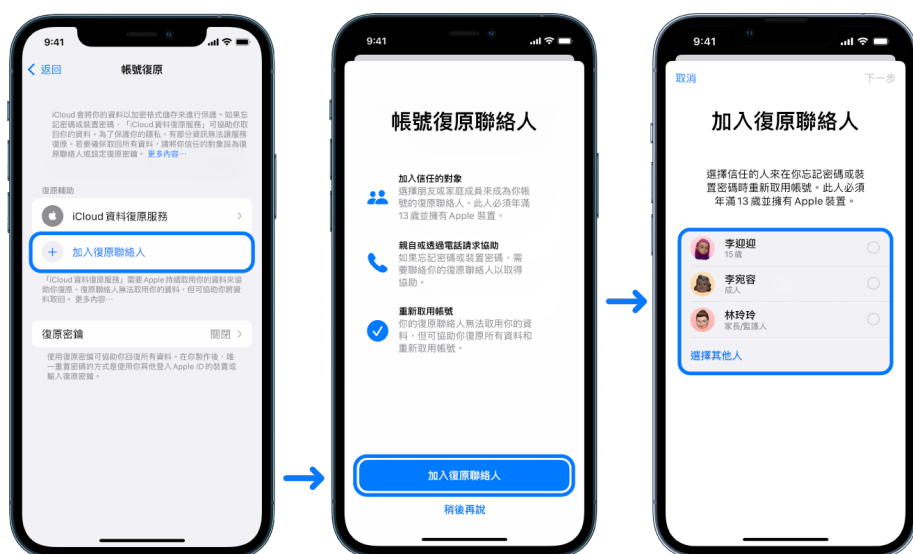 9:41
返回
帳號復原
iCloud 會將你的資料以加密格式儲存來進行保護。如果忘
記密碼或裝置密碼，「iCloud 資料復原服務」可協助你取
回你的資料。為了保護你的隱私，有部分資訊無法讓服務
復原。若要確保取回所有資料，請將你信任的對象設為復
原聯絡人或設定復原密鑰。 更多內容⋯
復原輔助
iCloud 資料復原服務
加入復原聯絡人
「iCloud 資料復原服務」需要 Apple 持續取用你的資料來協
助你復原。復原聯絡人無法取用你的資料，但可協助你將資
料取回。 更多內容⋯
復原密鑰
關閉
使用復原密鑰可協助你回復所有資料。在你製作後，唯
一重置密碼的方式是使用你其他登入 Apple ID 的裝置或
輸入復原密鑰。
9:41
帳號復原聯絡人
加入信任的對象
選擇朋友或家庭成員來成為你帳
號的復原聯絡人。此人必須年滿
13 歲並擁有 Apple 裝置。
親自或透過電話請求協助
如果忘記密碼或裝置密碼，需
要聯絡你的復原聯絡人以取得
協助。
重新取用帳號
你的復原聯絡人無法取用你的資
料，但可協助你復原所有資料和
重新取用帳號。
加入復原聯絡人
稍後再說
9:41
取消
下一步
加入復原聯絡人
選擇信任的人來在你忘記密碼或裝
置密碼時重新取用帳號。此人必須
年滿 13 歲並擁有 Apple 裝置。
李迎迎
15 歲
李宛容
成人
林玲玲
家長/監護人
選擇其他人